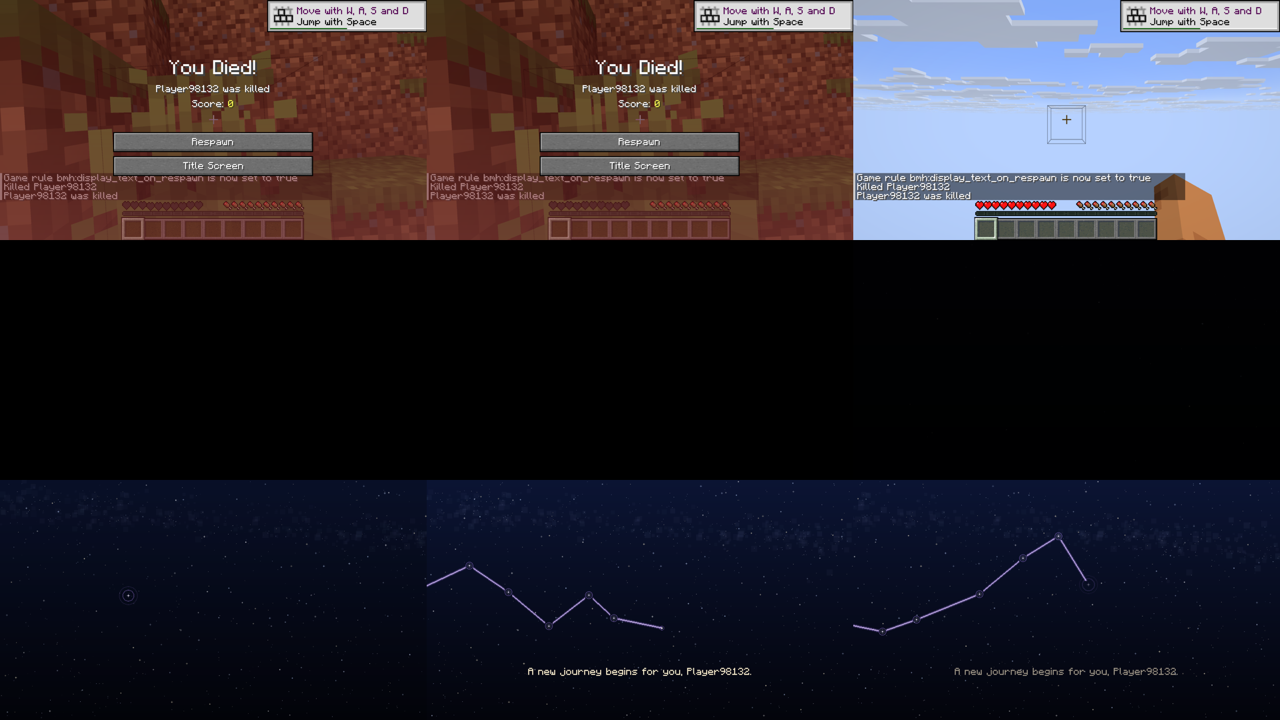 Move with W, A, S and D
Jump with Space
You Died!
Player98132 was killed
Score: 0
Respawn
Title Screen
Game rule bmh:display_text_on_respawn is now set to true
Killed Player98132
Player98132 was killed
Move with W, A, S and D
Jump with Space
You Died!
Player98132 was killed
Score: 0
Respawn
Title Screen
Game rule bmh:display_text_on_respawn is now set to true
Killed Player98132
Player98132 was killed
Move with W, A, S and D
Jump with Space
Game rule bmh:display_text_on_respawn is now set to true
Killed Player98132
Player98132 was killed
A new journey begins for you, Player98132.
A new journey begins for you, Player98132.